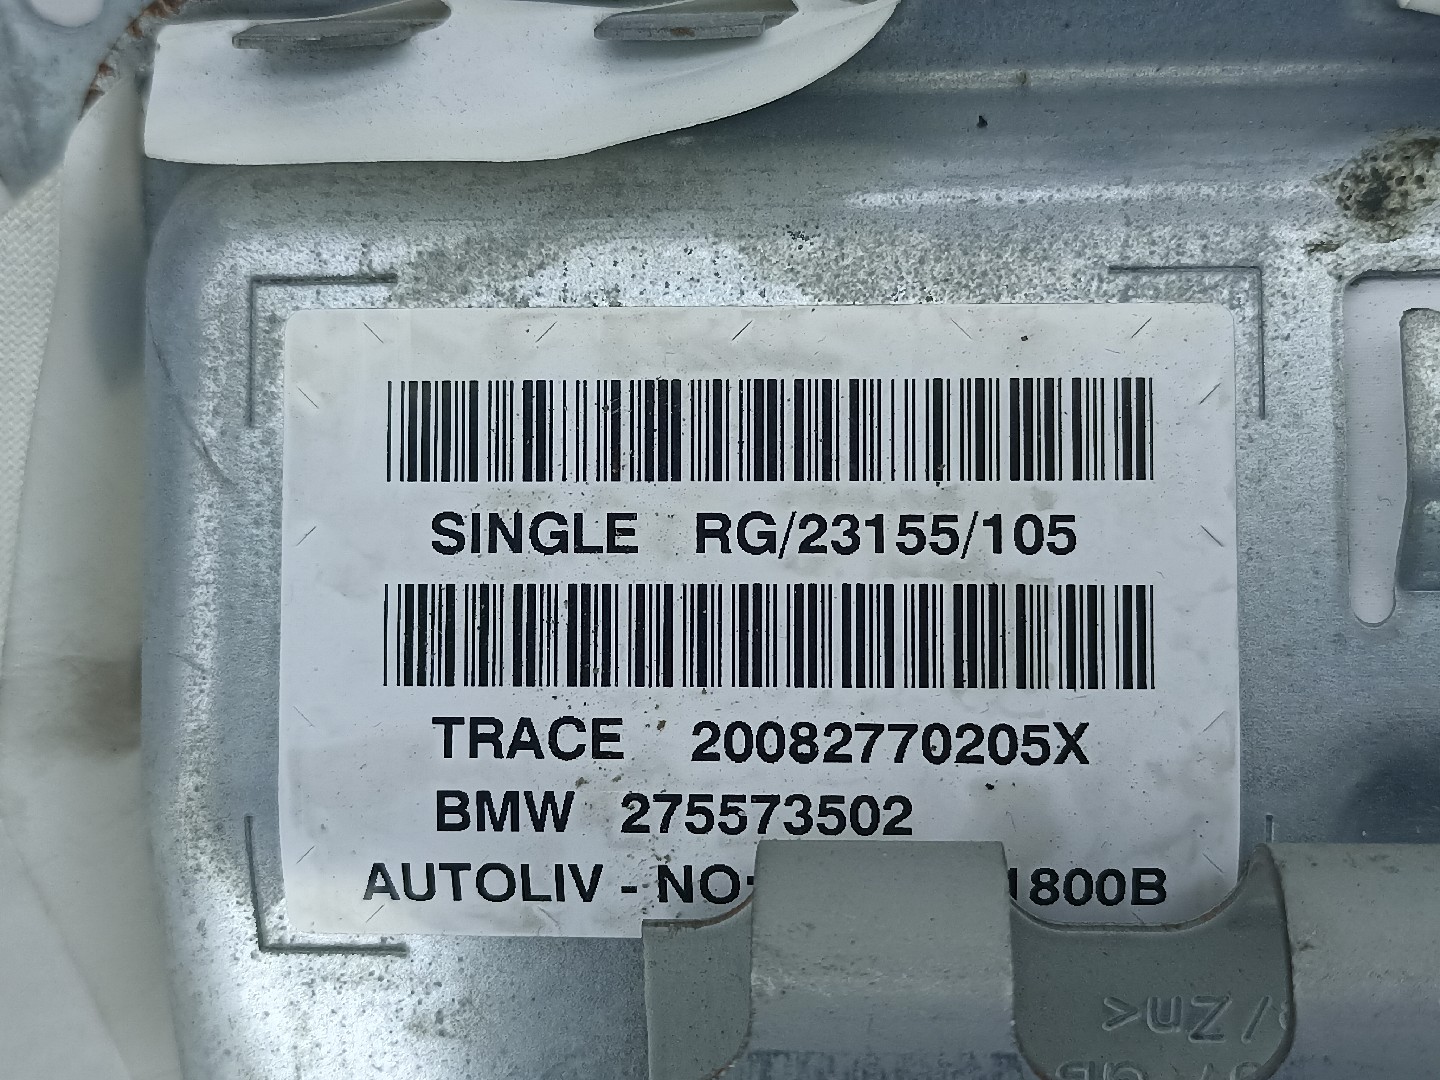 SINGLE RG/23155/105
TRACE 20082770205X
BMW 275573502
AUTOLIV - NO: 1800B